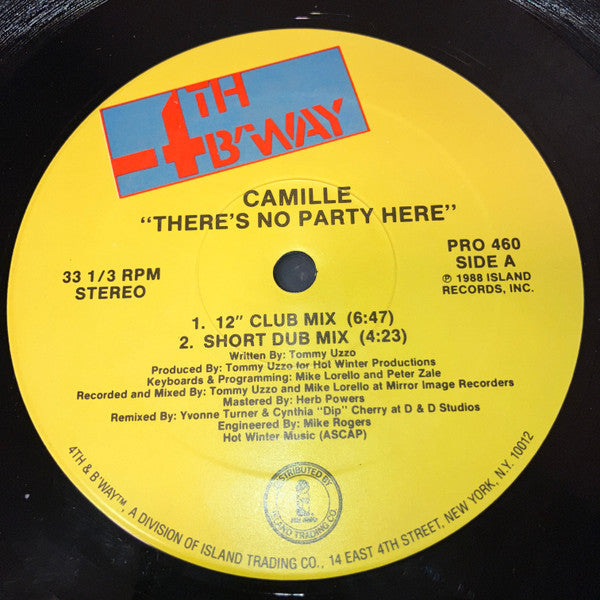 4TH
B'WAY
CAMILLE
"THERE'S NO PARTY HERE"
33 1/3 RPM
STEREO
PRO 460
SIDE A
℗ 1988 ISLAND
RECORDS, INC.
1. 12" CLUB MIX (6:47)
2. SHORT DUB MIX (4:23)
Written By: Tommy Uzzo
Produced By: Tommy Uzzo for Hot Winter Productions
Keyboards & Programming: Mike Lorello and Peter Zale
Recorded and Mixed By: Tommy Uzzo and Mike Lorello at Mirror Image Recorders
Mastered By: Herb Powers
Remixed By: Yvonne Turner & Cynthia "Dip" Cherry at D & D Studios
Engineered By: Mike Rogers
Hot Winter Music (ASCAP)
4TH & B'WAY™, A DIVISION OF ISLAND TRADING CO., 14 EAST 4TH STREET, NEW YORK, N.Y. 10012
TRADING CO.